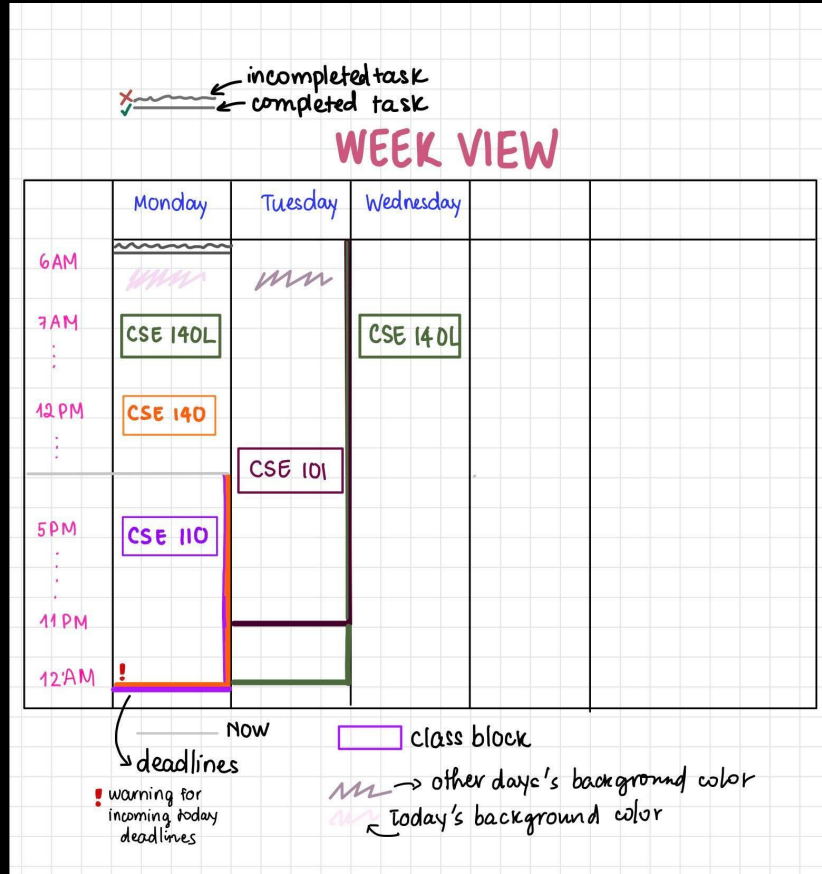 incompleted task
completed task
WEEK VIEW
Monday Tuesday Wednesday
6AM
7AM
CSE 140L CSE 140L
12PM
CSE 140
CSE 101
5PM
CSE 110
11PM
!
12AM
NOW
class block
deadlines
! warning for
incoming today
deadlines
other days's background color
Today's background color